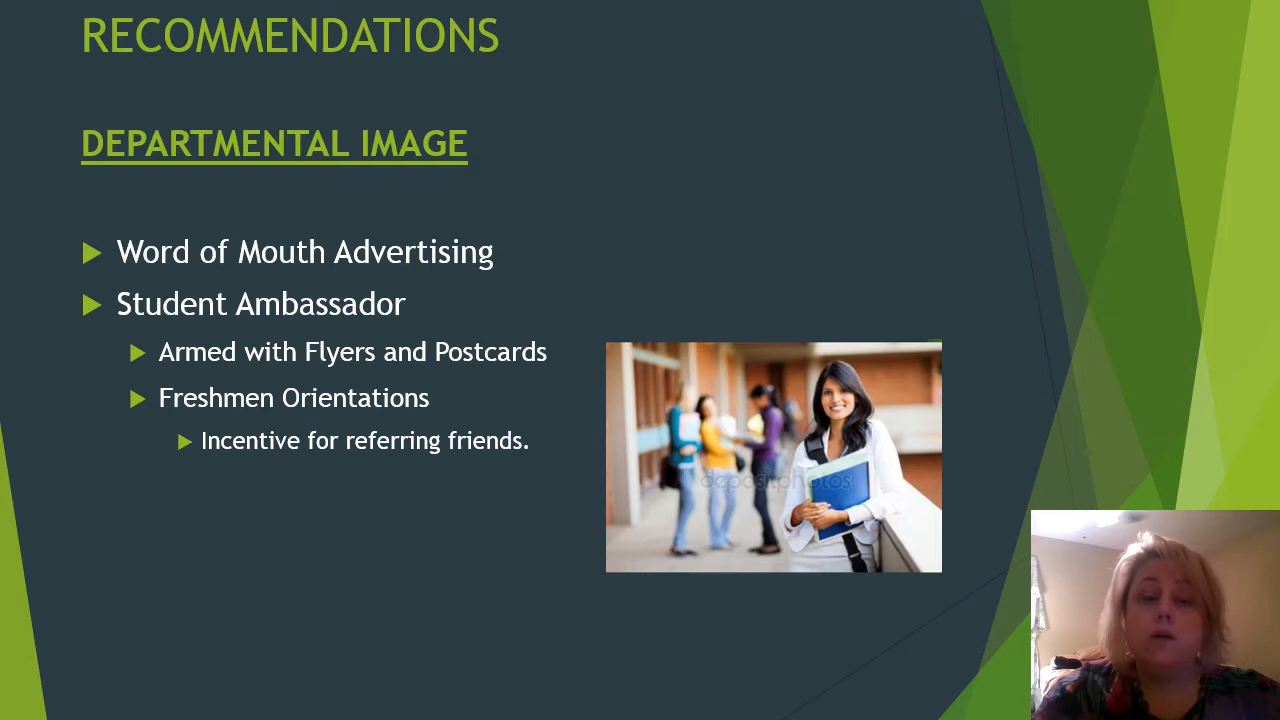 RECOMMENDATIONS
DEPARTMENTAL IMAGE
Word of Mouth Advertising
Student Ambassador
Armed with Flyers and Postcards
Freshmen Orientations
Incentive for referring friends.
depositphotos